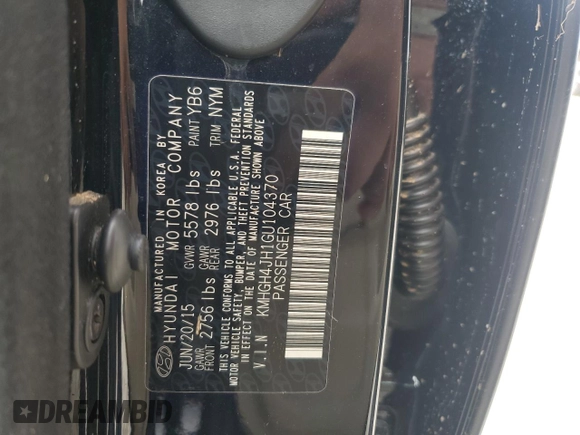 MANUFACTURED IN KOREA BY
HYUNDAI MOTOR COMPANY
JUN/20/15 GVWR 5578 lbs PAINT YB6
GAWR FRONT 2756 lbs GAWR REAR 2976 lbs TRIM NYM
THIS VEHICLE CONFORMS TO ALL APPLICABLE U.S.A. FEDERAL
MOTOR VEHICLE SAFETY, BUMPER, AND THEFT PREVENTION STANDARDS
IN EFFECT ON THE DATE OF MANUFACTURE SHOWN ABOVE
V.I.N KMHGH4JH1GU104370
PASSENGER CAR
DREAMBID